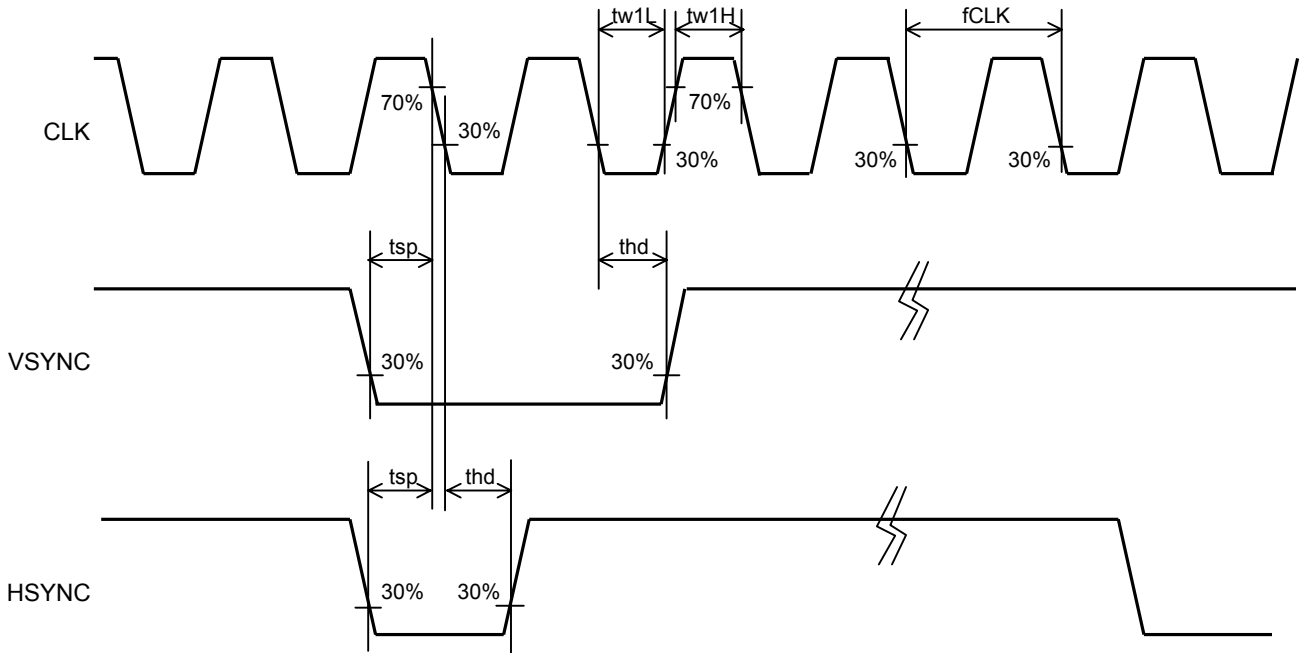 tw1L tw1H fCLK
CLK
70% 30% 70%
30% 30% 30%
tsp thd
VSYNC
30% 30%
tsp thd
HSYNC
30% 30%